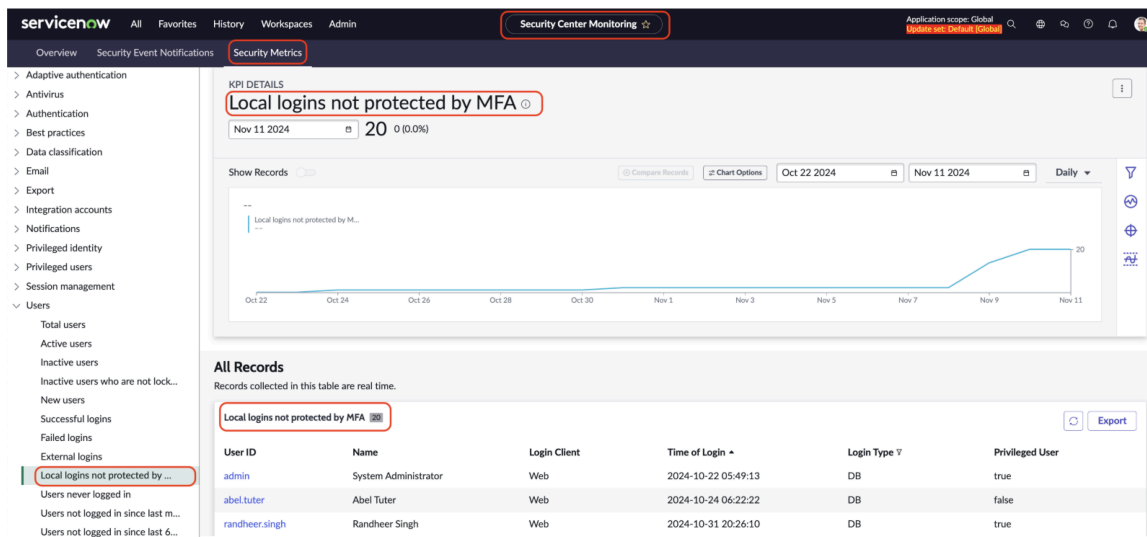 servicenow All Favorites History Workspaces Admin Security Center Monitoring Application scope: Global
Update set: Default [Global]
Overview Security Event Notifications Security Metrics
Adaptive authentication
Antivirus
Authentication
Best practices
Data classification
Email
Export
Integration accounts
Notifications
Privileged identity
Privileged users
Session management
Users
Total users
Active users
Inactive users
Inactive users who are not lock...
New users
Successful logins
Failed logins
External logins
Local logins not protected by ...
Users never logged in
Users not logged in since last m...
Users not logged in since last 6...
KPI DETAILS
Local logins not protected by MFA
Nov 11 2024 20 0 (0.0%)
Show Records Compare Records Chart Options Oct 22 2024 Nov 11 2024 Daily
--
Local logins not protected by M...
--
20
Oct 22 Oct 24 Oct 26 Oct 28 Oct 30 Nov 1 Nov 3 Nov 5 Nov 7 Nov 9 Nov 11
All Records
Records collected in this table are real time.
Local logins not protected by MFA 20 Export
User ID Name Login Client Time of Login Login Type Privileged User
admin System Administrator Web 2024-10-22 05:49:13 DB true
abel.tuter Abel Tuter Web 2024-10-24 06:22:22 DB false
randheer.singh Randheer Singh Web 2024-10-31 20:26:10 DB true